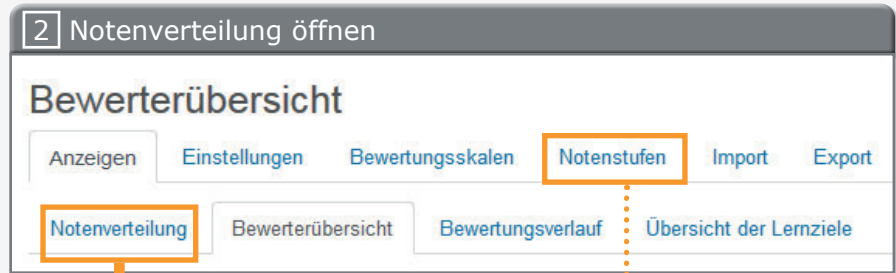 2 Notenverteilung öffnen
Bewerterübersicht
Anzeigen Einstellungen Bewertungsskalen Notenstufen Import Export
Notenverteilung Bewerterübersicht Bewertungsverlauf Übersicht der Lernziele